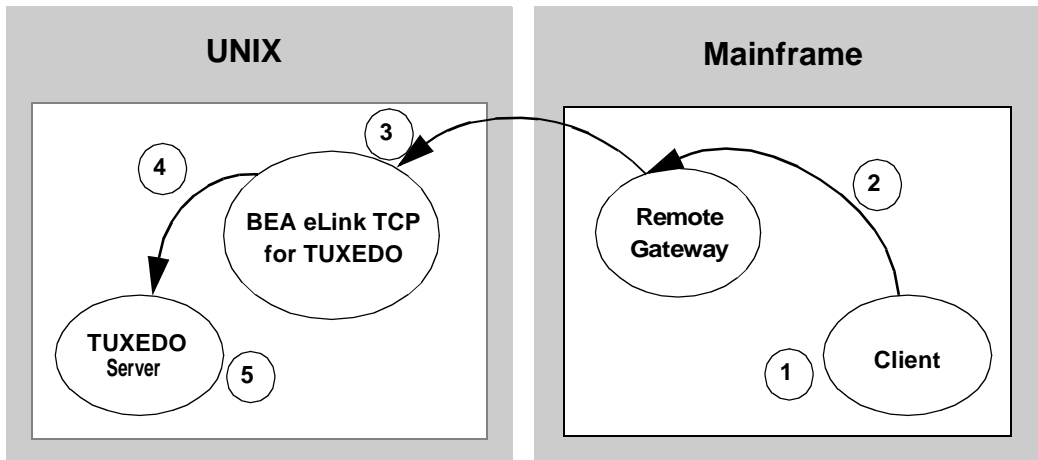 UNIX
3
4
BEA eLink TCP
for TUXEDO
TUXEDO
Server
5
Mainframe
2
Remote
Gateway
1
Client